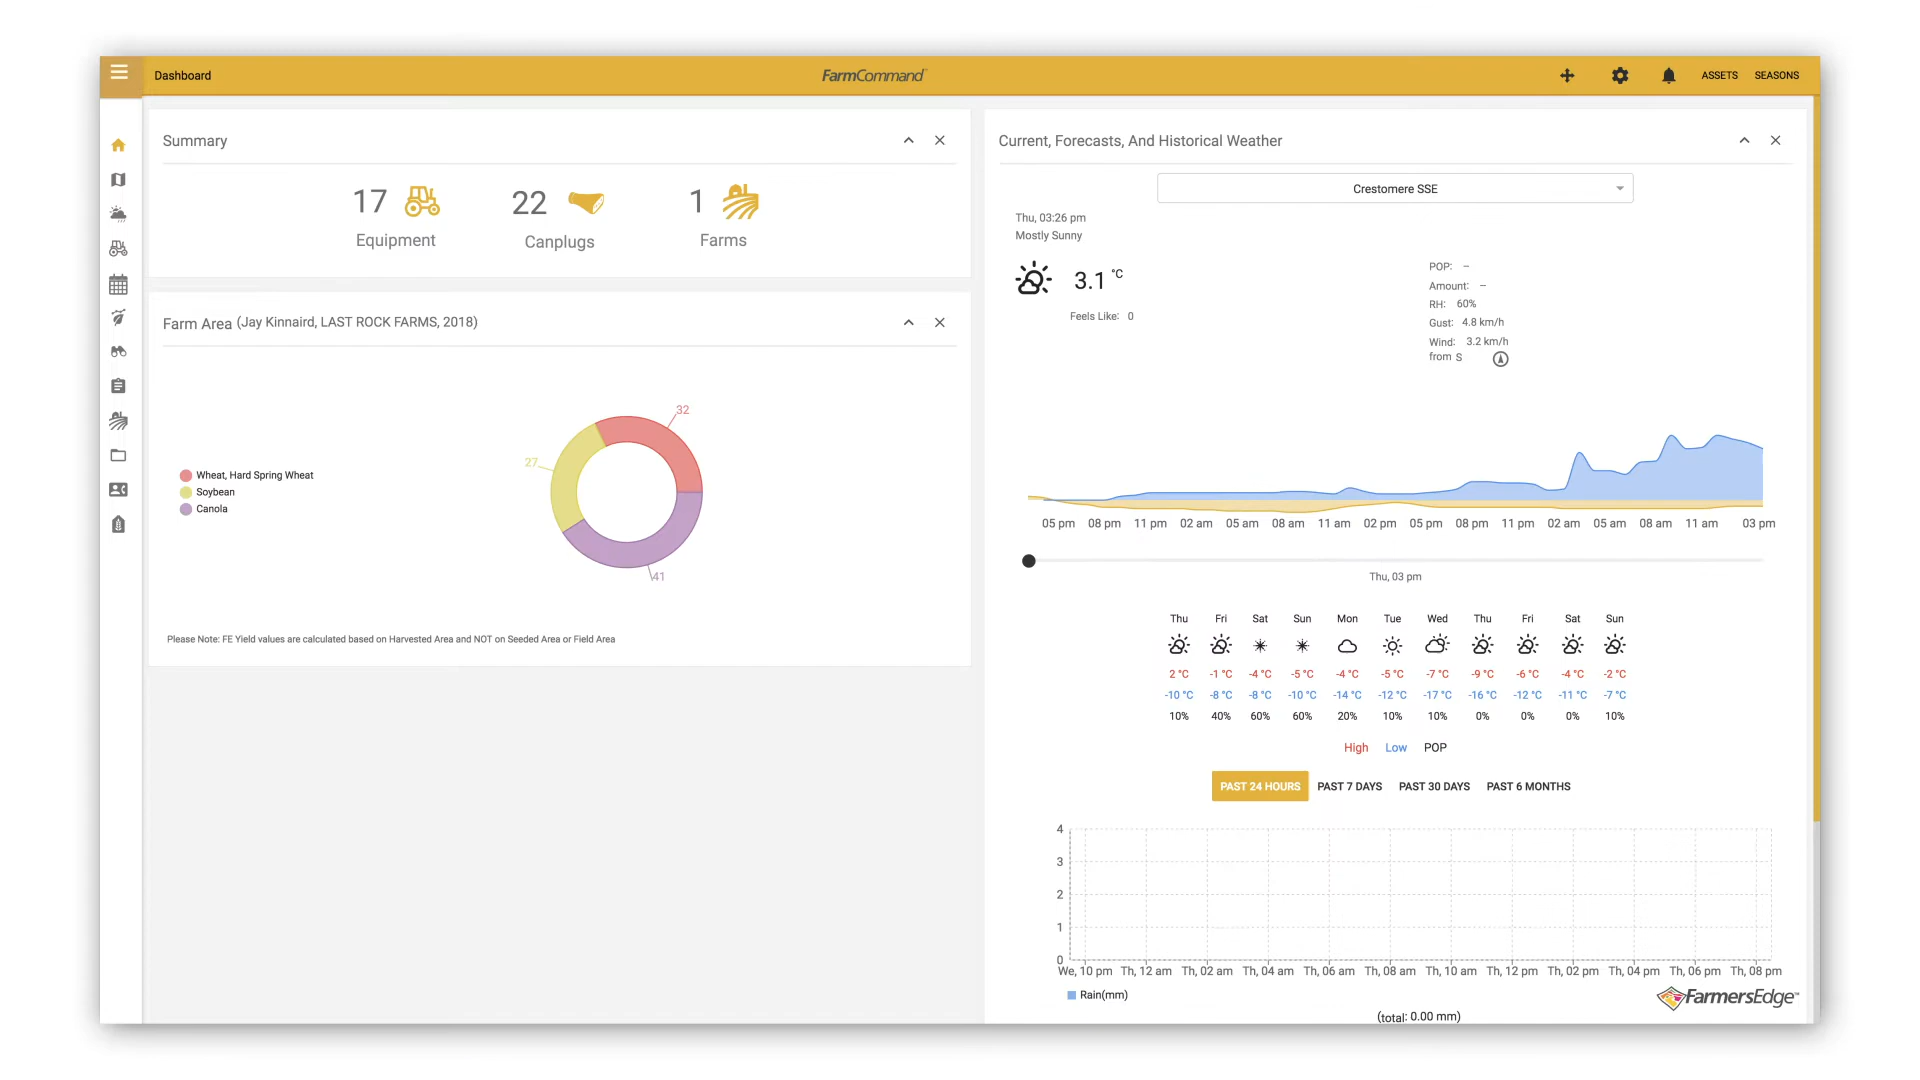 Dashboard
FarmCommand
ASSETS
SEASONS
Summary
17
Equipment
22
Canplugs
1
Farms
Farm Area (Jay Kinnaird, LAST ROCK FARMS, 2018)
Wheat, Hard Spring Wheat
Soybean
Canola
32
27
41
Please Note: FE Yield values are calculated based on Harvested Area and NOT on Seeded Area or Field Area
Current, Forecasts, And Historical Weather
Crestomere SSE
Thu, 03:26 pm
Mostly Sunny
3.1 °C
Feels Like: 0
POP: –
Amount: –
RH: 60%
Gust: 4.8 km/h
Wind: 3.2 km/h
from S
05 pm 08 pm 11 pm 02 am 05 am 08 am 11 am 02 pm 05 pm 08 pm 11 pm 02 am 05 am 08 am 11 am 03 pm
Thu, 03 pm
Thu Fri Sat Sun Mon Tue Wed Thu Fri Sat Sun
2 °C -1 °C -4 °C -5 °C -4 °C -5 °C -7 °C -9 °C -6 °C -4 °C -2 °C
-10 °C -8 °C -8 °C -10 °C -14 °C -12 °C -17 °C -16 °C -12 °C -11 °C -7 °C
10% 40% 60% 60% 20% 10% 10% 0% 0% 0% 10%
High Low POP
PAST 24 HOURS PAST 7 DAYS PAST 30 DAYS PAST 6 MONTHS
4
3
2
1
0
We, 10 pm Th, 12 am Th, 02 am Th, 04 am Th, 06 am Th, 08 am Th, 10 am Th, 12 pm Th, 02 pm Th, 04 pm Th, 06 pm Th, 08 pm
Rain(mm)
FarmersEdge™
(total: 0.00 mm)